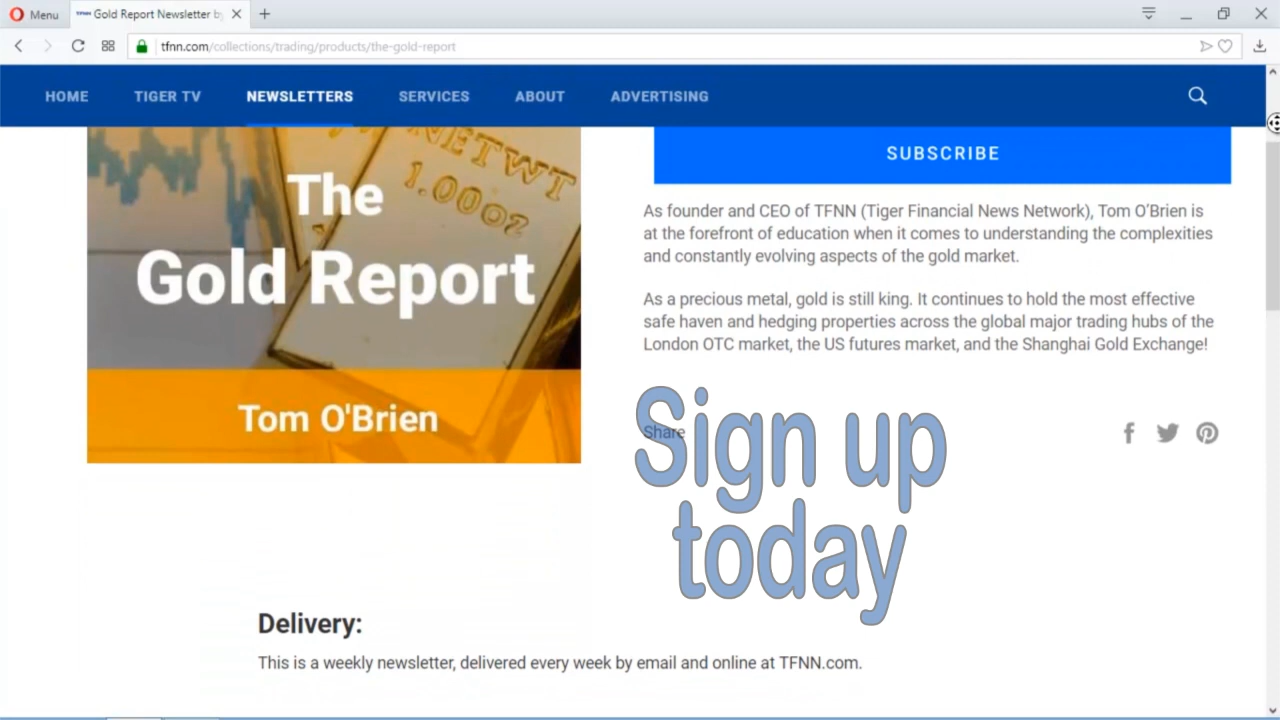 Menu
TFNN Gold Report Newsletter by
tfnn.com/collections/trading/products/the-gold-report
HOME TIGER TV NEWSLETTERS SERVICES ABOUT ADVERTISING
NETWT
1.00OZ
The
Gold Report
Tom O'Brien
SUBSCRIBE
As founder and CEO of TFNN (Tiger Financial News Network), Tom O'Brien is
at the forefront of education when it comes to understanding the complexities
and constantly evolving aspects of the gold market.
As a precious metal, gold is still king. It continues to hold the most effective
safe haven and hedging properties across the global major trading hubs of the
London OTC market, the US futures market, and the Shanghai Gold Exchange!
Share
Sign up
today
Delivery:
This is a weekly newsletter, delivered every week by email and online at TFNN.com.